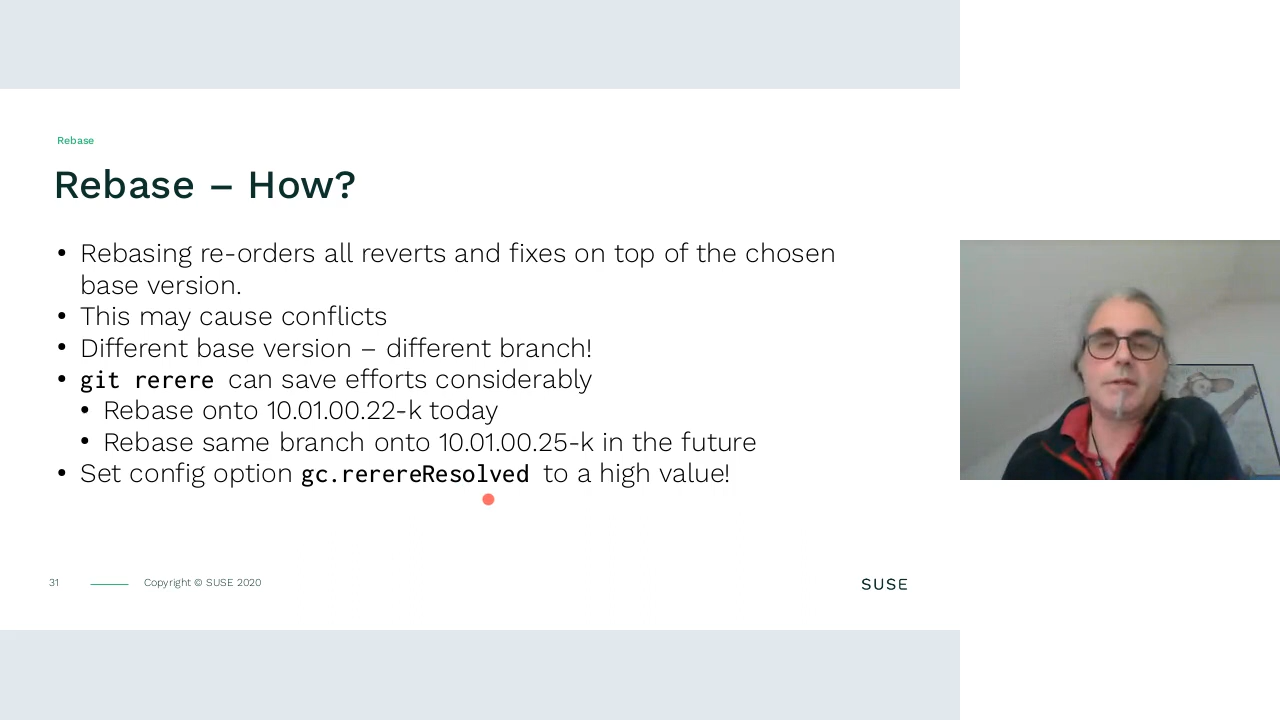 Rebase
Rebase – How?
• Rebasing re-orders all reverts and fixes on top of the chosen
base version.
• This may cause conflicts
• Different base version – different branch!
• git rerere can save efforts considerably
• Rebase onto 10.01.00.22-k today
• Rebase same branch onto 10.01.00.25-k in the future
• Set config option gc.rerereResolved to a high value!
31
Copyright © SUSE 2020
SUSE